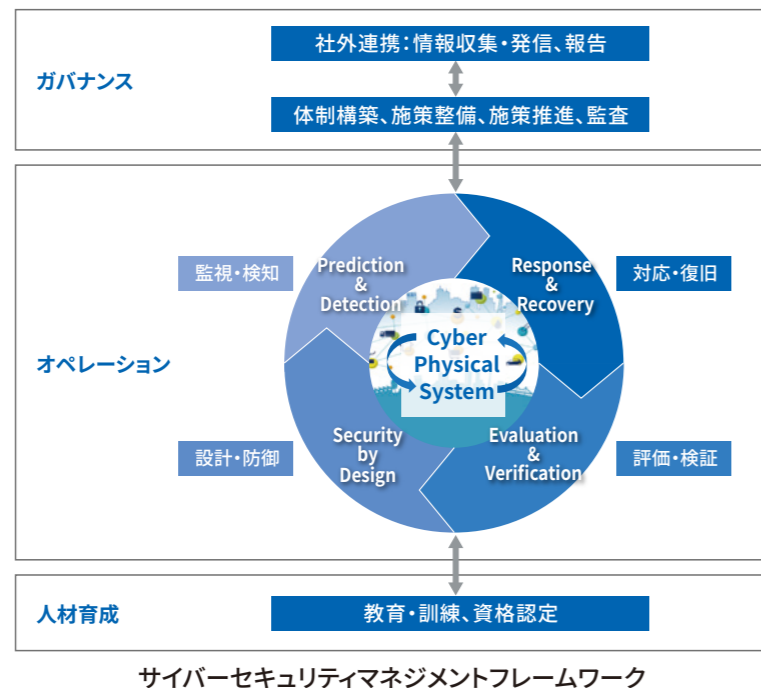 社外連携：情報収集・発信、報告
ガバナンス
体制構築、施策整備、施策推進、監査
監視・検知
Prediction
&
Detection
Response
&
Recovery
対応・復旧
オペレーション
Cyber
Physical
System
設計・防御
Security
by
Design
Evaluation
&
Verification
評価・検証
人材育成
教育・訓練、資格認定
サイバーセキュリティマネジメントフレームワーク